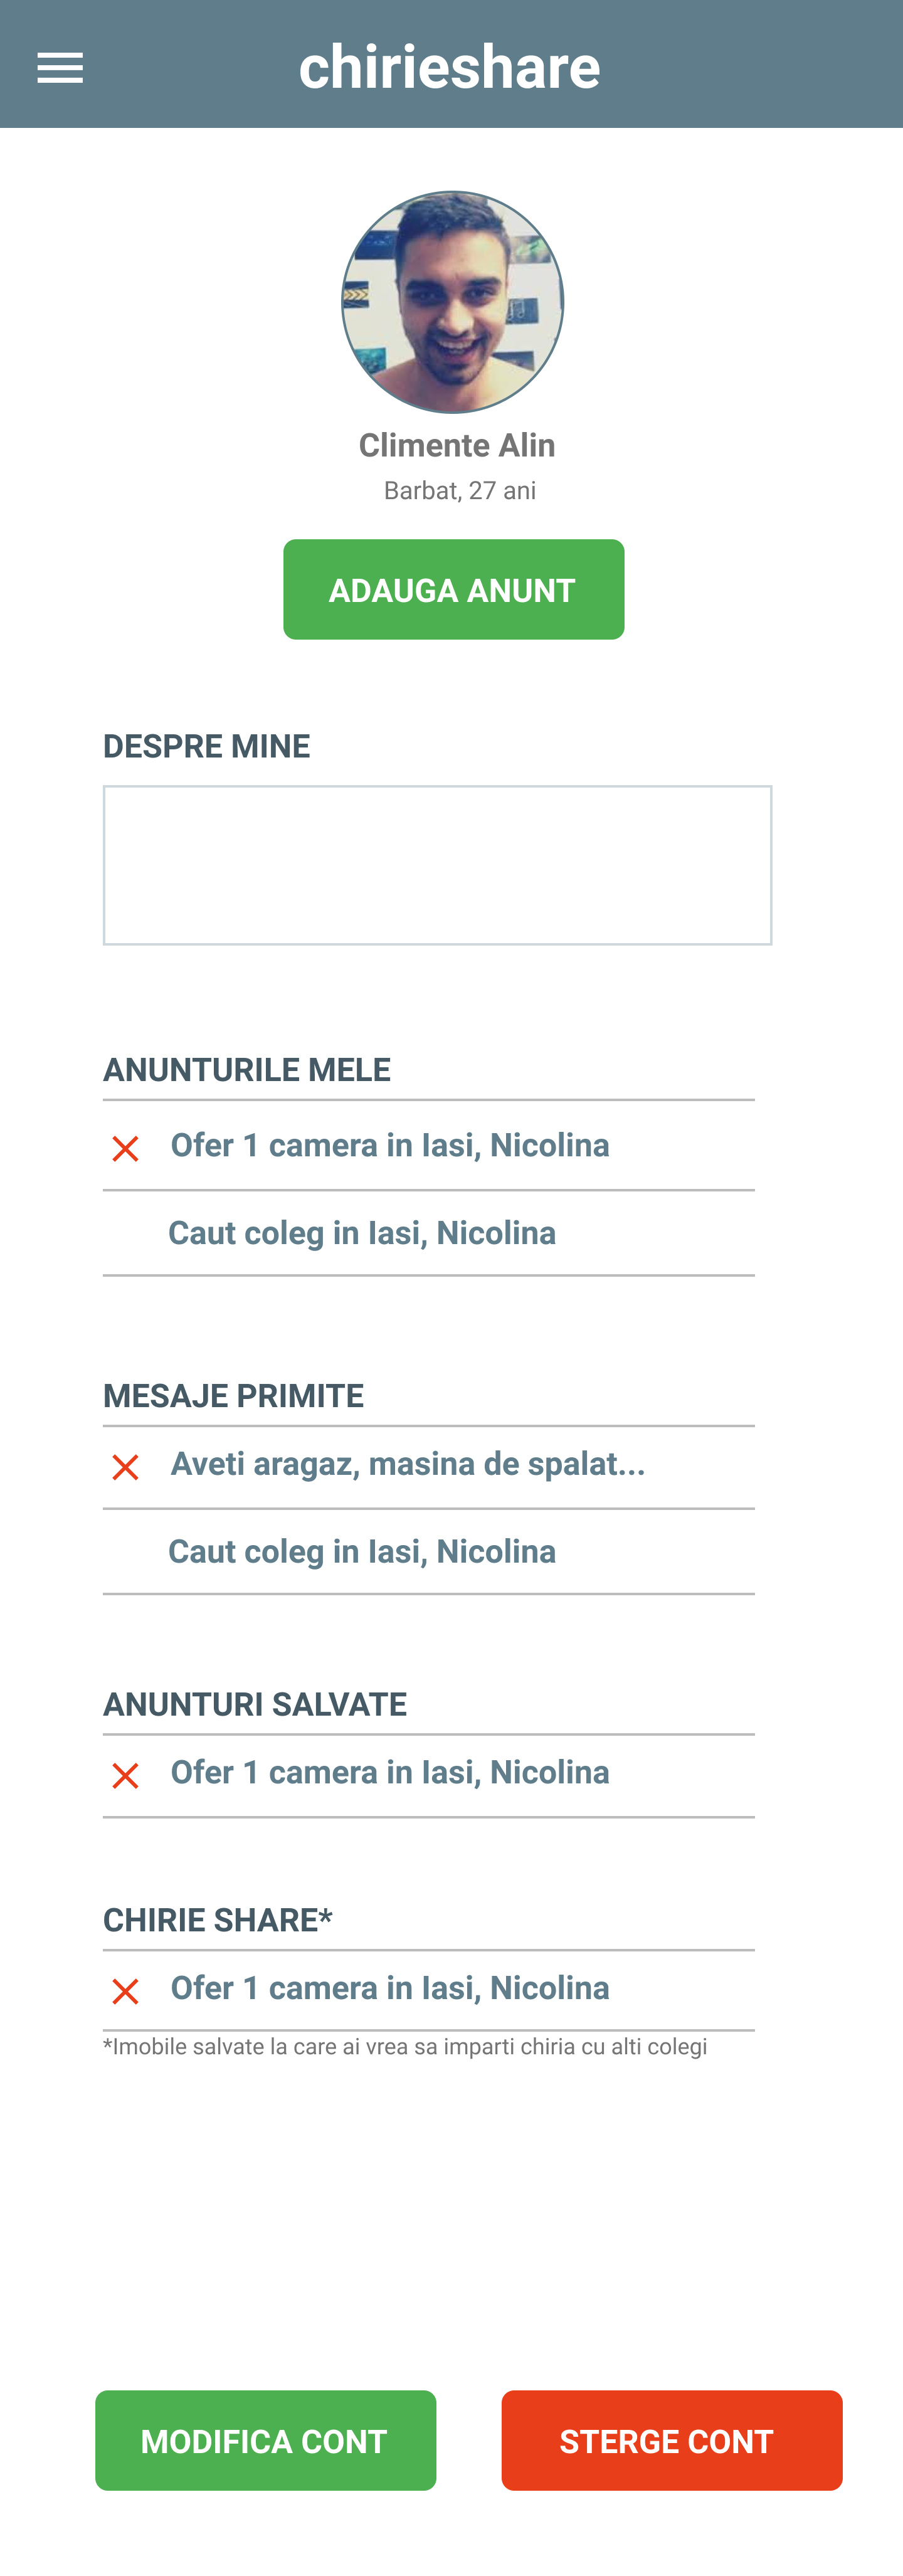 chirieshare
Climente Alin
Barbat, 27 ani
ADAUGA ANUNT
DESPRE MINE
ANUNTURILE MELE
Ofer 1 camera in Iasi, Nicolina
Caut coleg in Iasi, Nicolina
MESAJE PRIMITE
Aveti aragaz, masina de spalat...
Caut coleg in Iasi, Nicolina
ANUNTURI SALVATE
Ofer 1 camera in Iasi, Nicolina
CHIRIE SHARE*
Ofer 1 camera in Iasi, Nicolina
*Imobile salvate la care ai vrea sa imparti chiria cu alti colegi
MODIFICA CONT
STERGE CONT